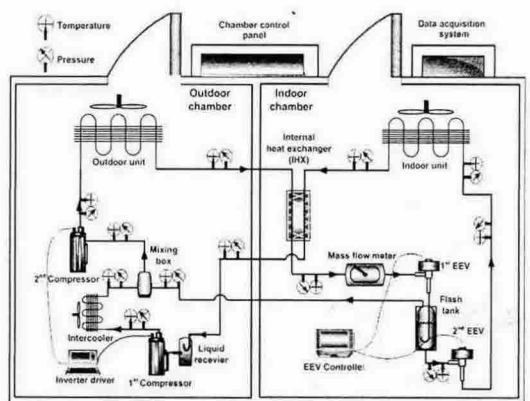 Temperature
Pressure
Chamber control
panel
Data acquisition
system
Outdoor
chamber
Indoor
chamber
Outdoor unit
Internal
heat exchanger
(IHX)
Indoor unit
Mixing
box
Mass flow meter
1st EEV
2nd Compressor
Flash
tank
2nd EEV
Intercooler
Liquid
recevier
EEV Controller
Inverter driver
1st Compressor